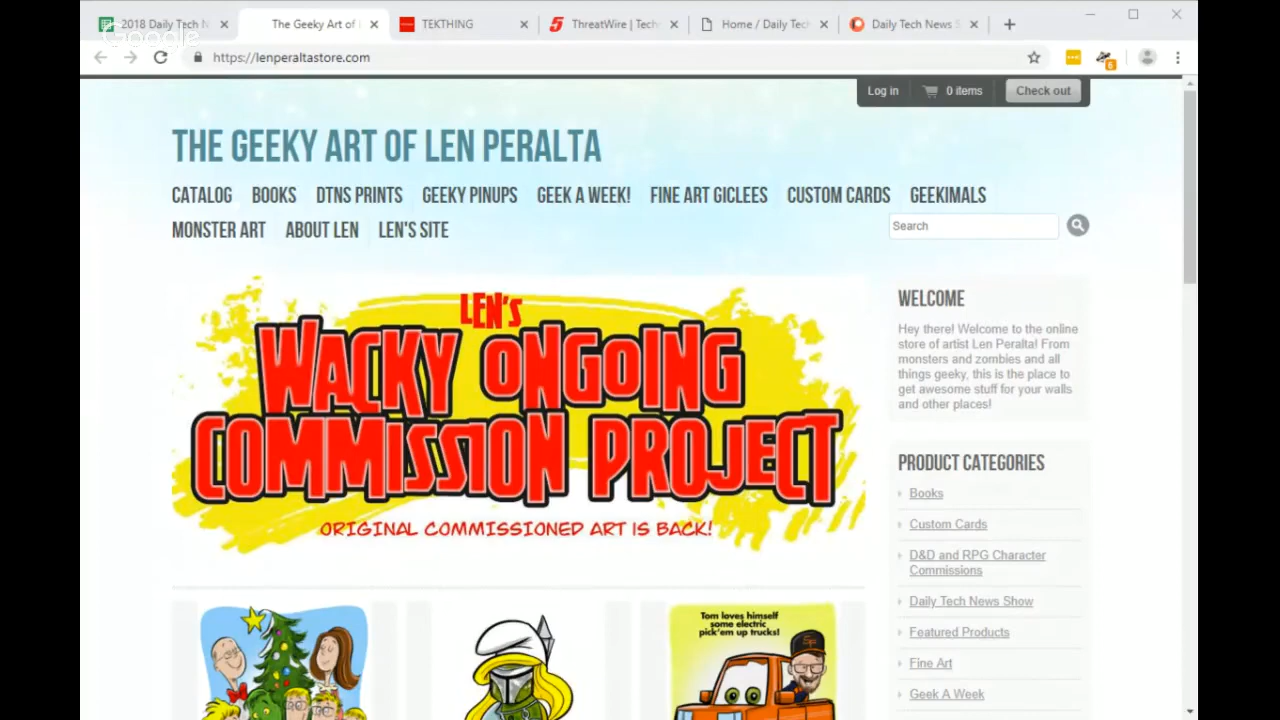 2018 Daily Tech N
The Geeky Art of
TEKTHING
ThreatWire | Tech
Home / Daily Tech
Daily Tech News S
Google
https://lenperaltastore.com
6
Log in
0 items
Check out
THE GEEKY ART OF LEN PERALTA
CATALOG BOOKS DTNS PRINTS GEEKY PINUPS GEEK A WEEK! FINE ART GICLEES CUSTOM CARDS GEEKIMALS
MONSTER ART ABOUT LEN LEN'S SITE
Search
LEN'S
WACKY ONGOING
COMMISSION PROJECT
ORIGINAL COMMISSIONED ART IS BACK!
WELCOME
Hey there! Welcome to the online
store of artist Len Peralta! From
monsters and zombies and all
things geeky, this is the place to
get awesome stuff for your walls
and other places!
PRODUCT CATEGORIES
Books
Custom Cards
D&D and RPG Character
Commissions
Daily Tech News Show
Featured Products
Fine Art
Geek A Week
Tom loves himself
some electric
pick'em up trucks!
SF